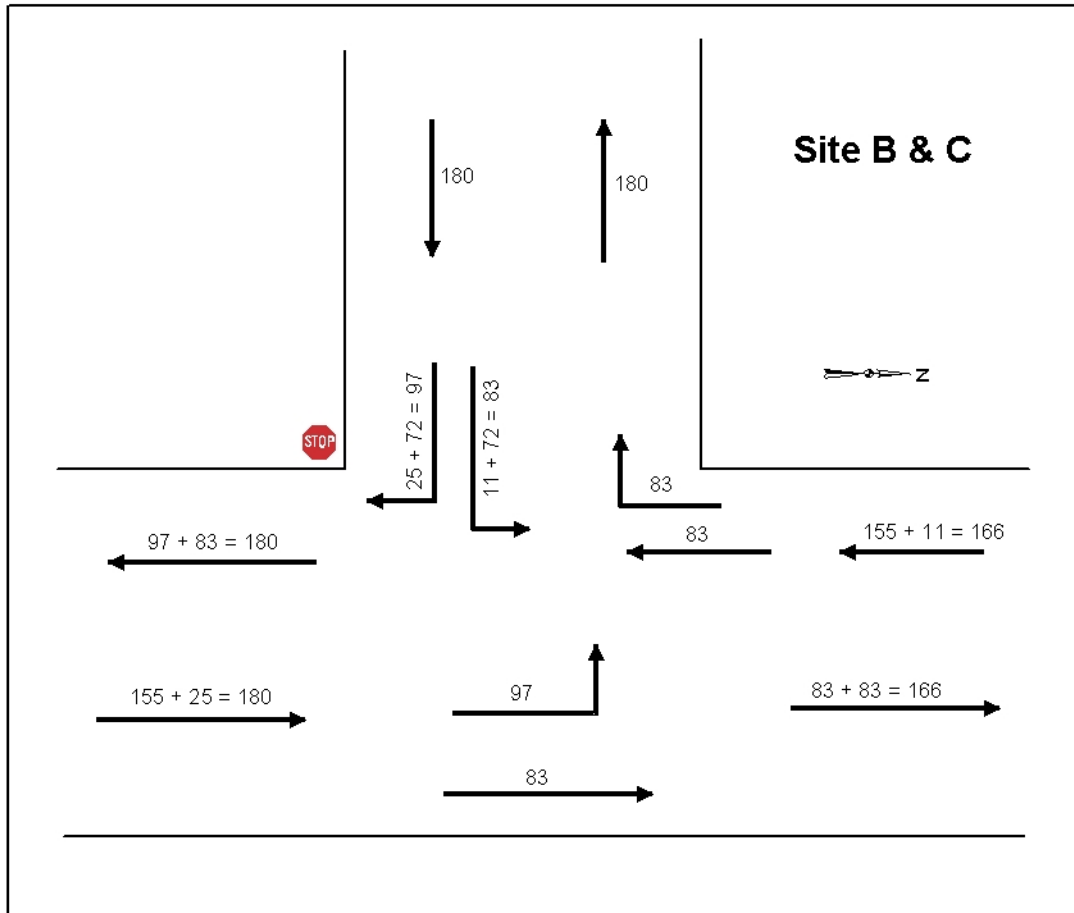 Site B & C
180
180
25 + 72 = 97
11 + 72 = 83
Z
STOP
83
97 + 83 = 180
83
155 + 11 = 166
155 + 25 = 180
97
83 + 83 = 166
83